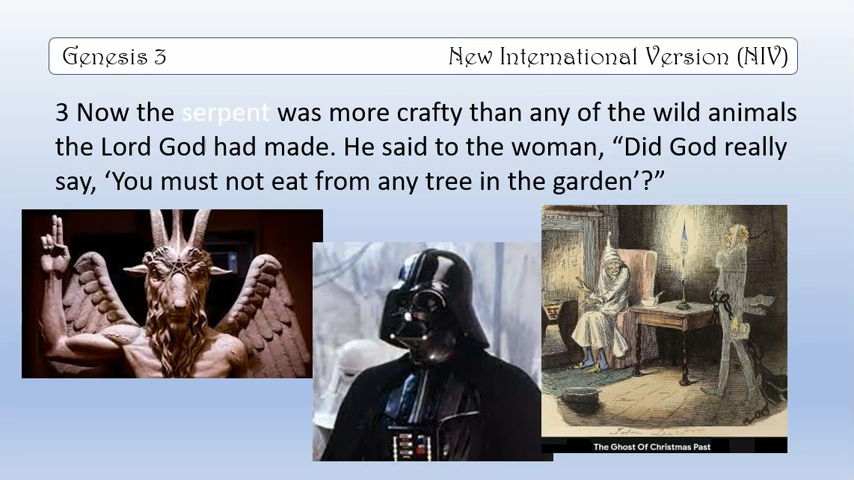 Genesis 3 New International Version (NIV)
3 Now the serpent was more crafty than any of the wild animals
the Lord God had made. He said to the woman, “Did God really
say, ‘You must not eat from any tree in the garden’?”
The Ghost Of Christmas Past